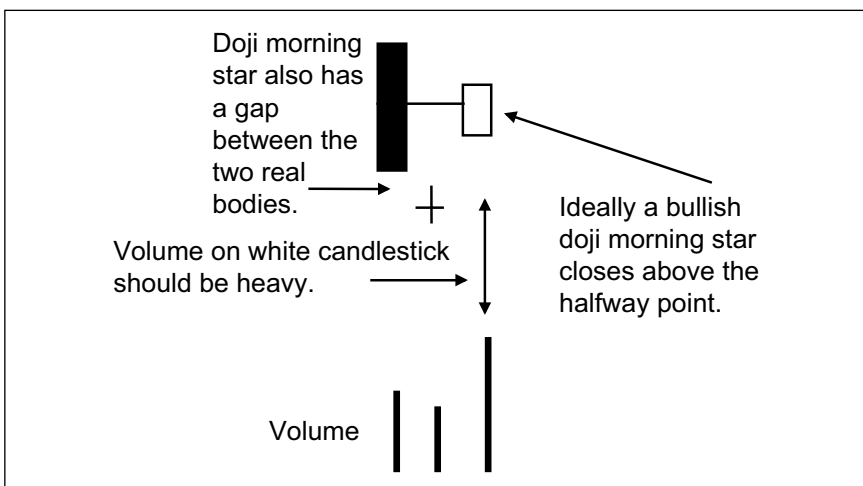 Doji morning
star also has
a gap
between the
two real
bodies.
Volume on white candlestick
should be heavy.
Ideally a bullish
doji morning star
closes above the
halfway point.
Volume